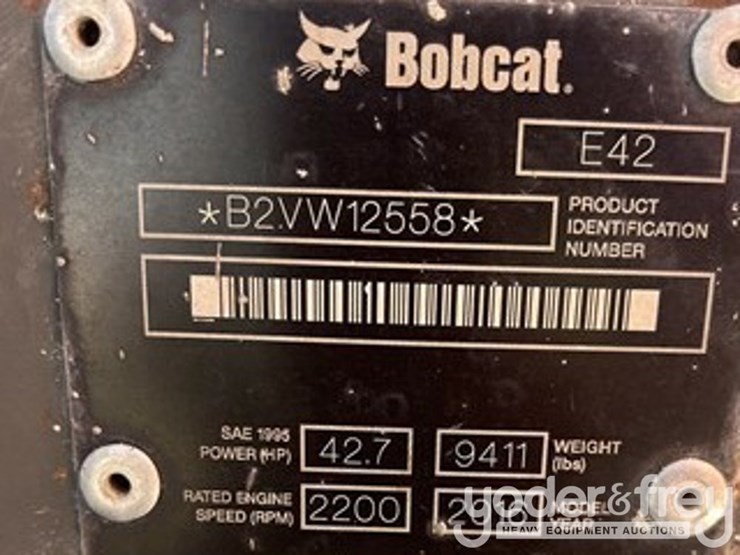 Bobcat.
E42
*B2VW12558*
PRODUCT
IDENTIFICATION
NUMBER
SAE 1995
POWER (HP)
42.7
9411
WEIGHT
(lbs)
RATED ENGINE
SPEED (RPM)
2200
MODEL
YEAR
yoder&frey
HEAVY EQUIPMENT AUCTIONS